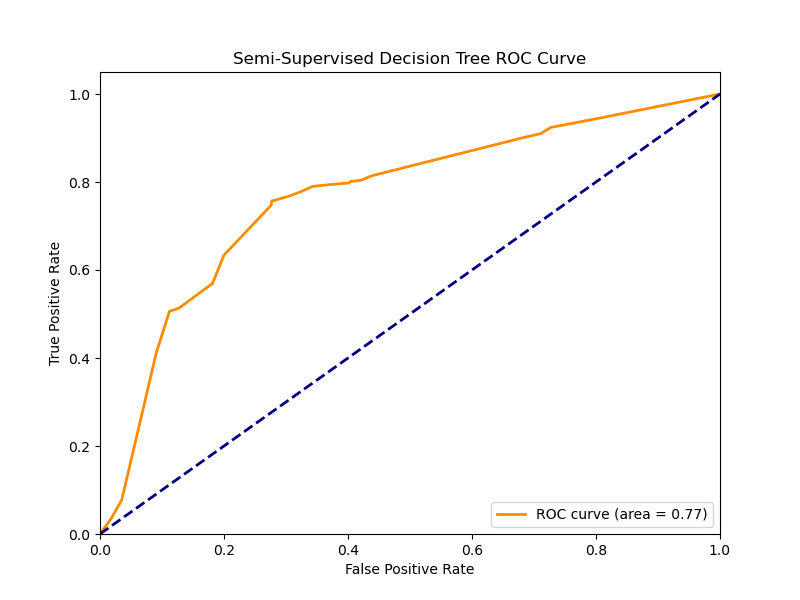 Semi-Supervised Decision Tree ROC Curve
True Positive Rate
1.0
0.8
0.6
0.4
0.2
0.0
ROC curve (area = 0.77)
0.0 0.2 0.4 0.6 0.8 1.0
False Positive Rate